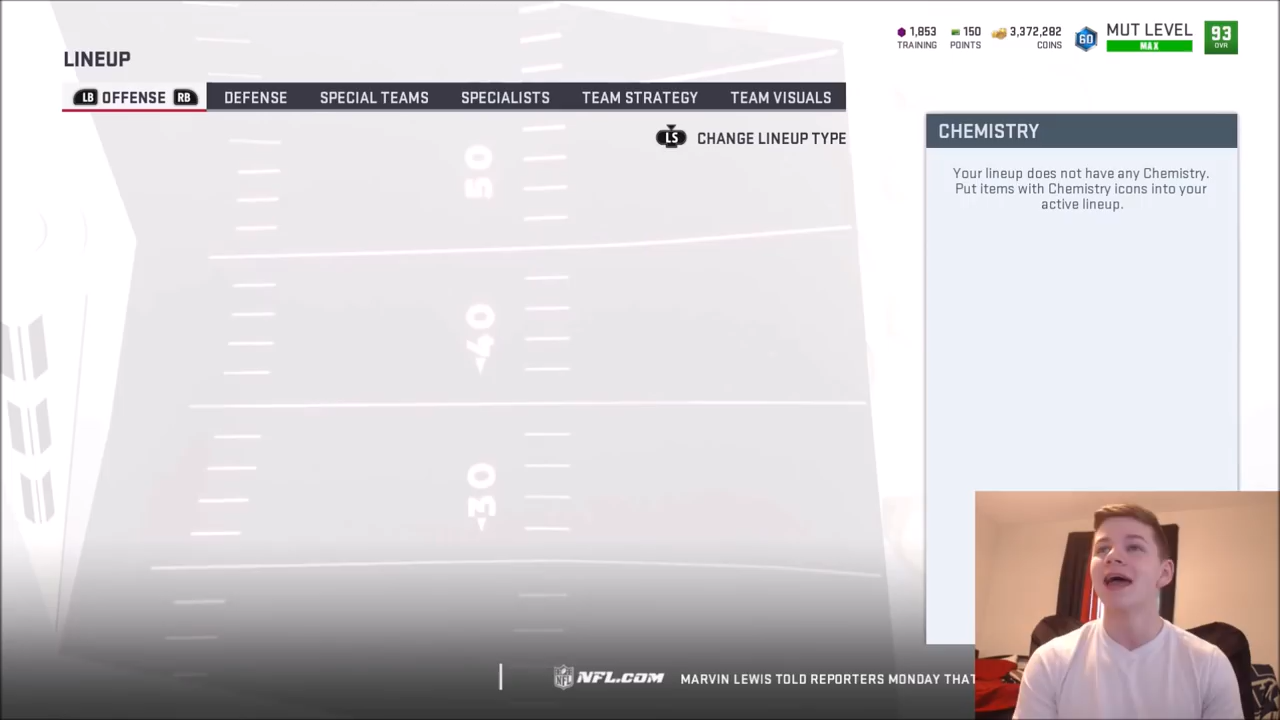 LINEUP
1,853 TRAINING
150 POINTS
3,372,282 COINS
60
MUT LEVEL
MAX
93 OVR
LB OFFENSE RB
DEFENSE
SPECIAL TEAMS
SPECIALISTS
TEAM STRATEGY
TEAM VISUALS
LS CHANGE LINEUP TYPE
CHEMISTRY
Your lineup does not have any Chemistry.
Put items with Chemistry icons into your
active lineup.
50
40
30
NFL NFL.COM
MARVIN LEWIS TOLD REPORTERS MONDAY THAT